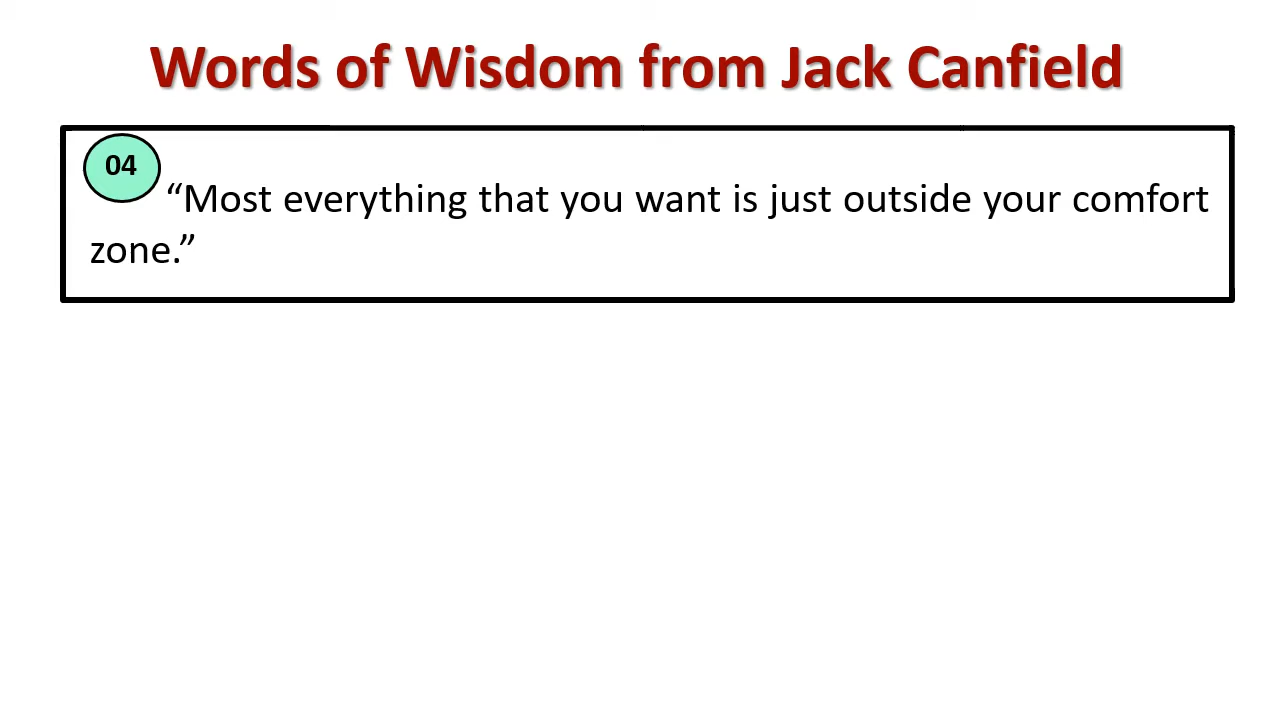 Words of Wisdom from Jack Canfield
04
“Most everything that you want is just outside your comfort
zone.”